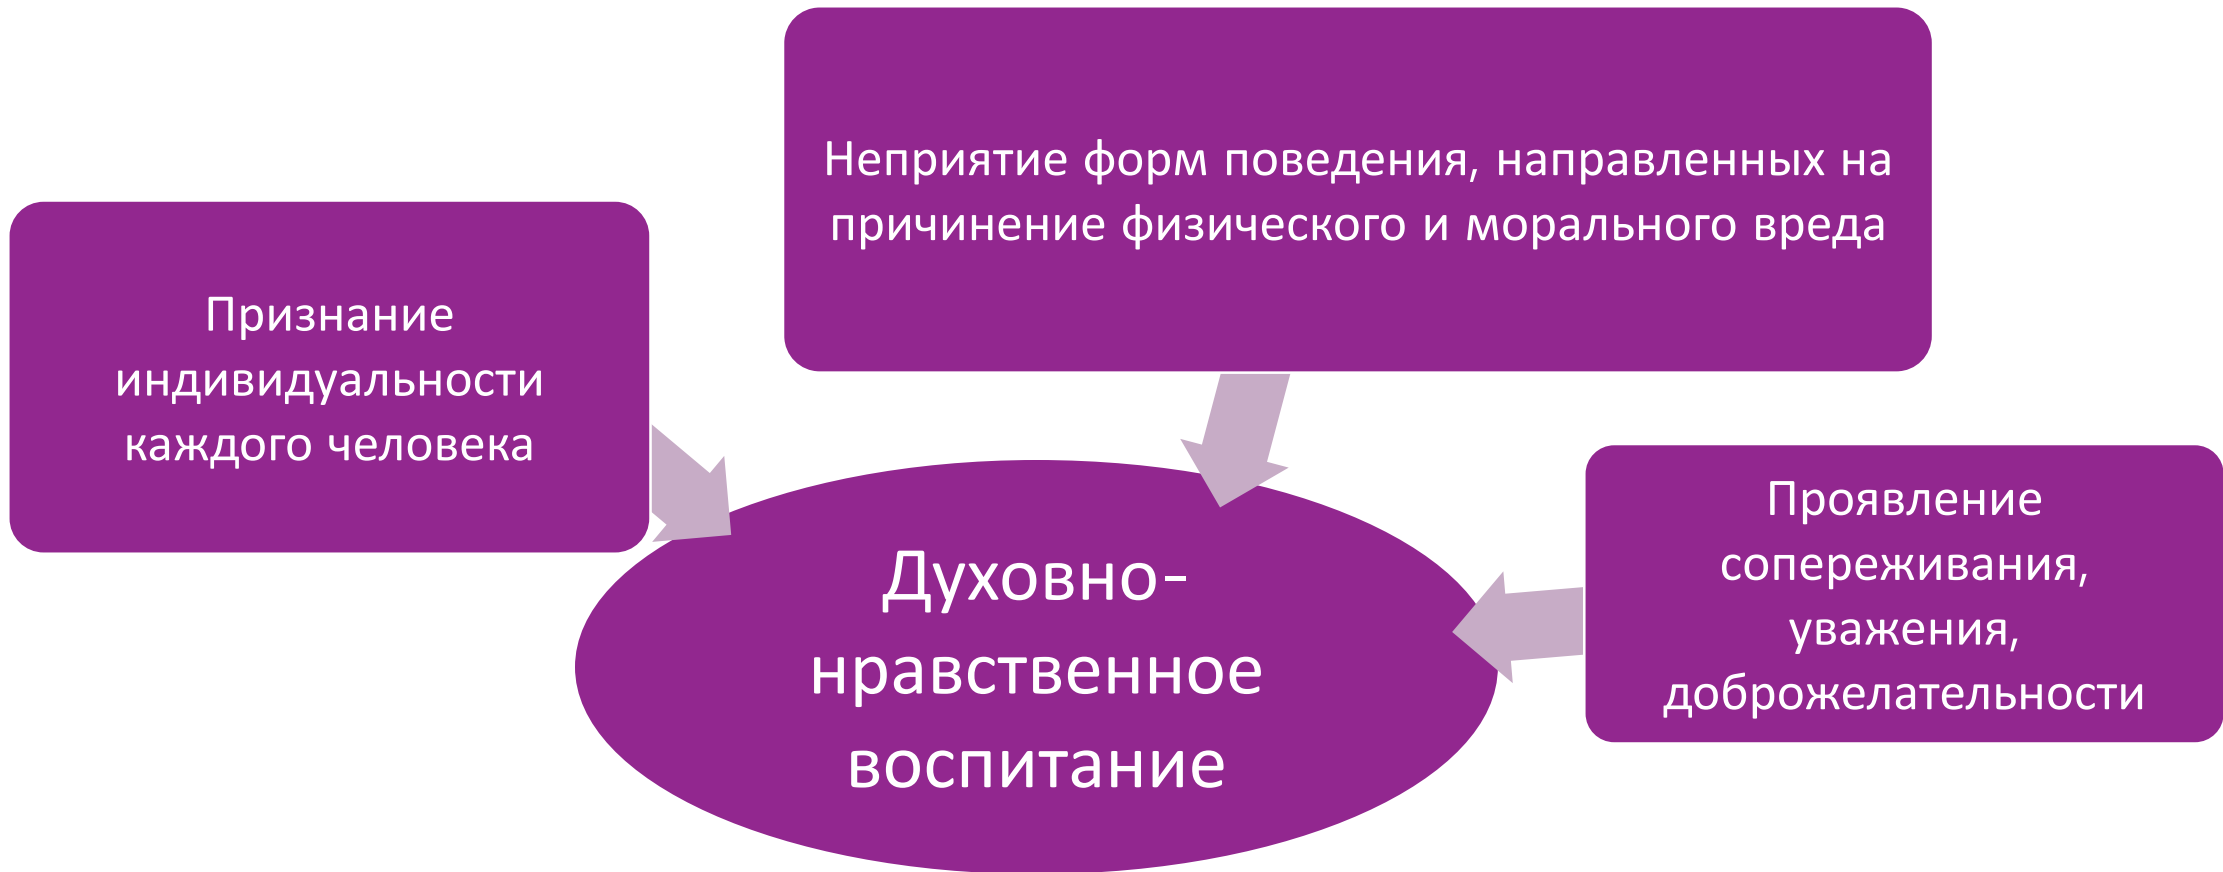 Неприятие форм поведения, направленных на
причинение физического и морального вреда
Признание
индивидуальности
каждого человека
Проявление
сопереживания,
уважения,
доброжелательности
Духовно-
нравственное
воспитание